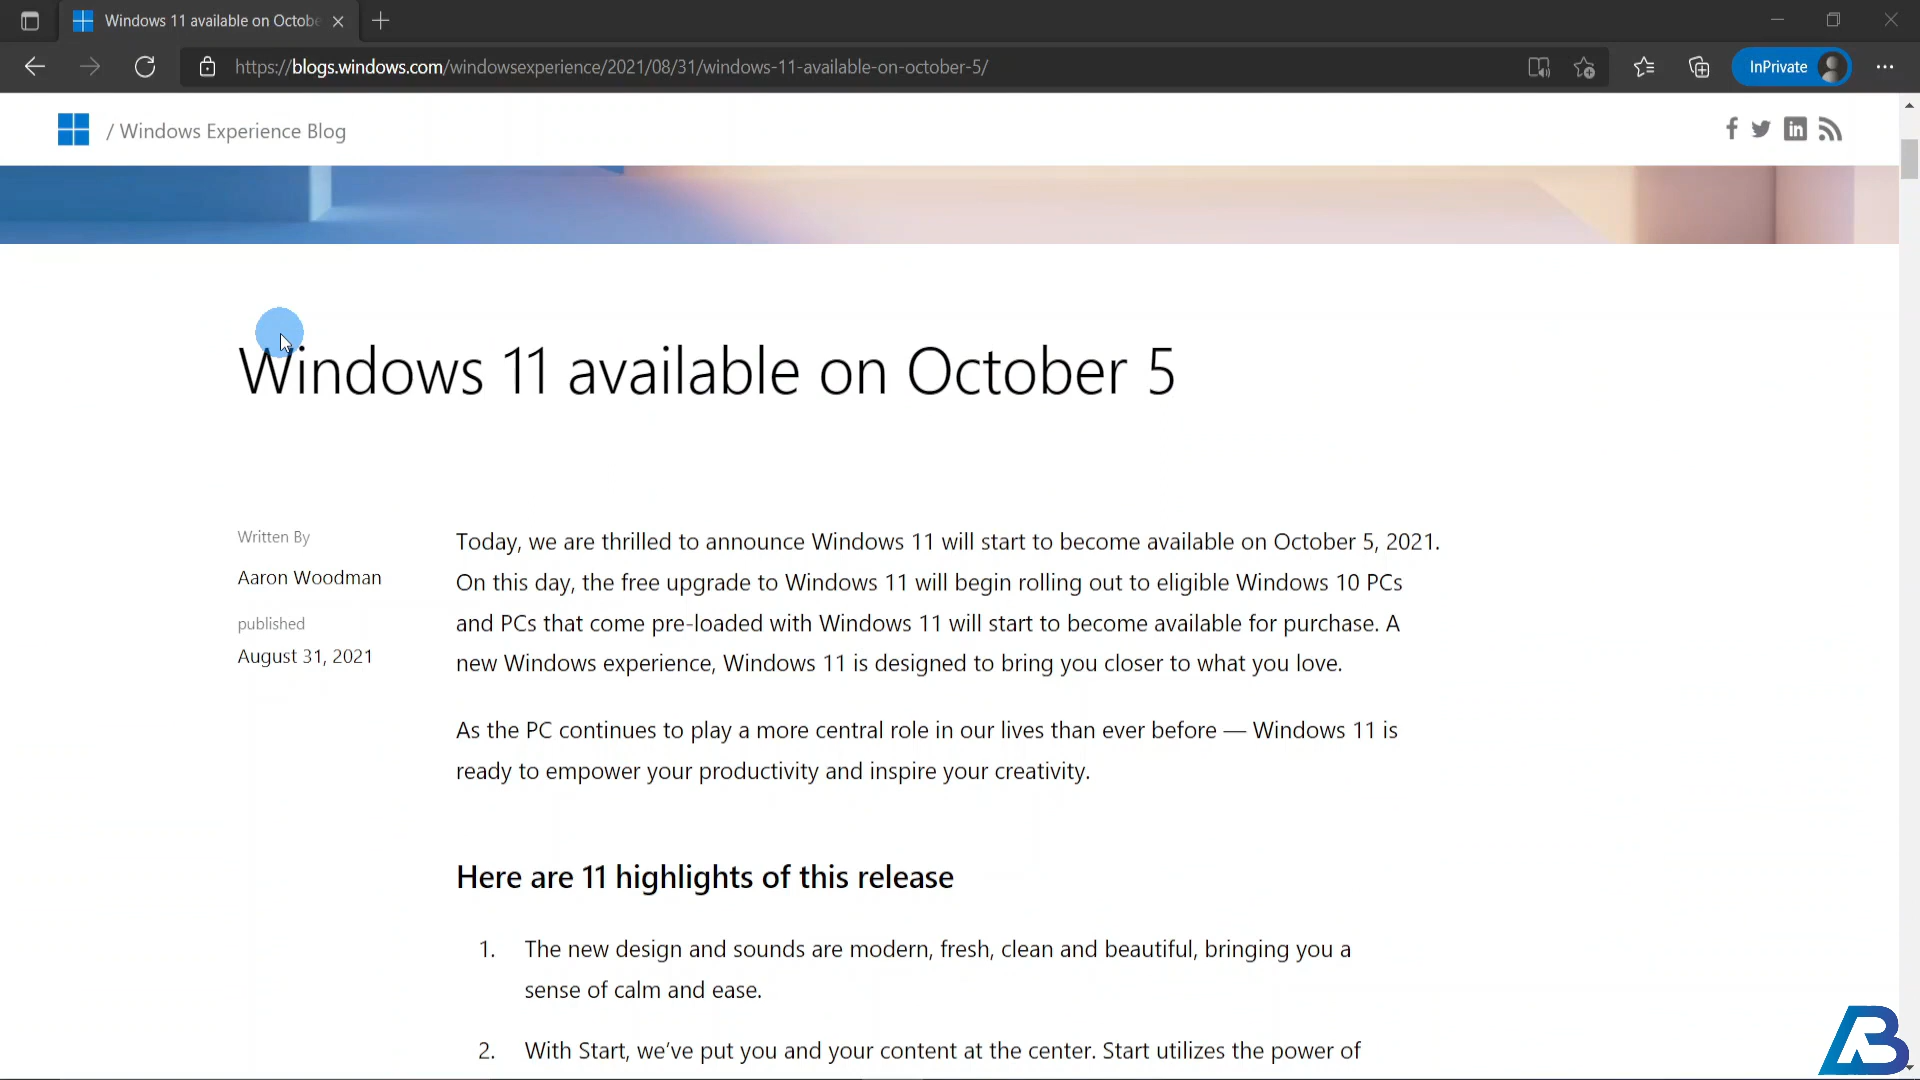 Windows 11 available on Octobe
https://blogs.windows.com/windowsexperience/2021/08/31/windows-11-available-on-october-5/
InPrivate
/ Windows Experience Blog
Windows 11 available on October 5
Written By
Aaron Woodman
published
August 31, 2021
Today, we are thrilled to announce Windows 11 will start to become available on October 5, 2021.
On this day, the free upgrade to Windows 11 will begin rolling out to eligible Windows 10 PCs
and PCs that come pre-loaded with Windows 11 will start to become available for purchase. A
new Windows experience, Windows 11 is designed to bring you closer to what you love.
As the PC continues to play a more central role in our lives than ever before — Windows 11 is
ready to empower your productivity and inspire your creativity.
Here are 11 highlights of this release
1. The new design and sounds are modern, fresh, clean and beautiful, bringing you a
sense of calm and ease.
2. With Start, we’ve put you and your content at the center. Start utilizes the power of
AB